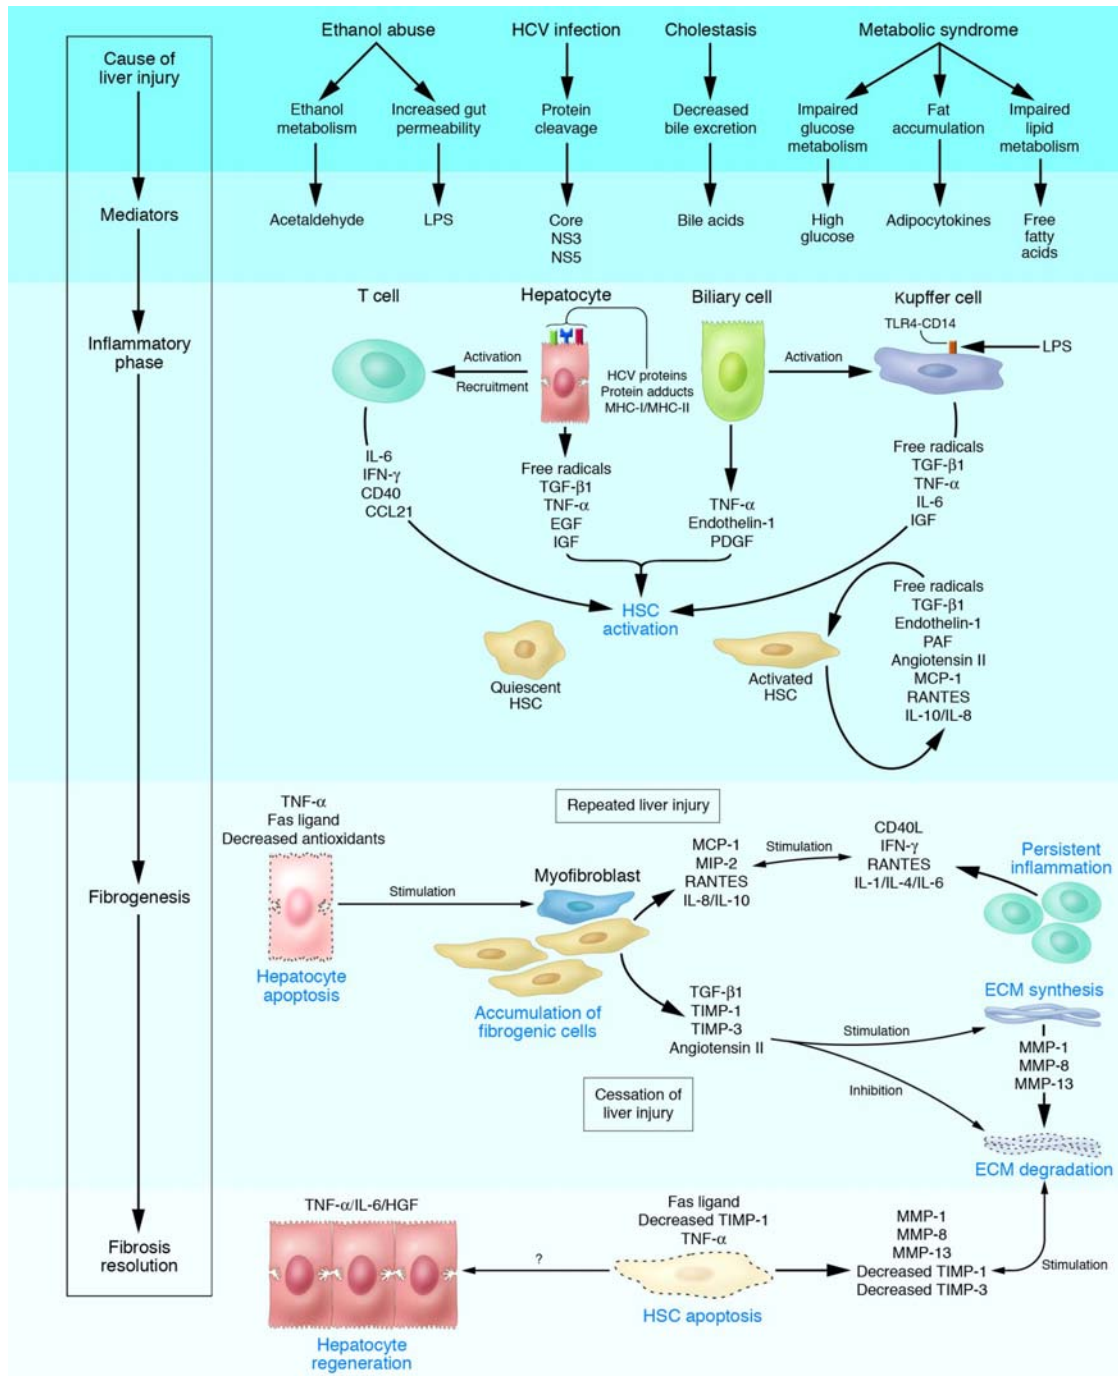 Cause of
liver injury
Mediators
Inflammatory
phase
Fibrogenesis
Fibrosis
resolution
Ethanol abuse
HCV infection
Cholestasis
Metabolic syndrome
Ethanol
metabolism
Increased gut
permeability
Protein
cleavage
Decreased
bile excretion
Impaired
glucose
metabolism
Fat
accumulation
Impaired
lipid
metabolism
Acetaldehyde
LPS
Core
NS3
NS5
Bile acids
High
glucose
Adipocytokines
Free
fatty
acids
T cell
Hepatocyte
Biliary cell
Kupffer cell
TLR4-CD14
LPS
Activation
Recruitment
HCV proteins
Protein adducts
MHC-I/MHC-II
Activation
IL-6
IFN-γ
CD40
CCL21
Free radicals
TGF-β1
TNF-α
EGF
IGF
TNF-α
Endothelin-1
PDGF
Free radicals
TGF-β1
TNF-α
IL-6
IGF
HSC
activation
Quiescent
HSC
Activated
HSC
Free radicals
TGF-β1
Endothelin-1
PAF
Angiotensin II
MCP-1
RANTES
IL-10/IL-8
TNF-α
Fas ligand
Decreased antioxidants
Repeated liver injury
Stimulation
Myofibroblast
MCP-1
MIP-2
RANTES
IL-8/IL-10
Stimulation
CD40L
IFN-γ
RANTES
IL-1/IL-4/IL-6
Persistent
inflammation
Hepatocyte
apoptosis
Accumulation of
fibrogenic cells
TGF-β1
TIMP-1
TIMP-3
Angiotensin II
Stimulation
Inhibition
ECM synthesis
MMP-1
MMP-8
MMP-13
Cessation of
liver injury
ECM degradation
TNF-α/IL-6/HGF
Fas ligand
Decreased TIMP-1
TNF-α
MMP-1
MMP-8
MMP-13
Decreased TIMP-1
Decreased TIMP-3
Stimulation
?
HSC apoptosis
Hepatocyte
regeneration